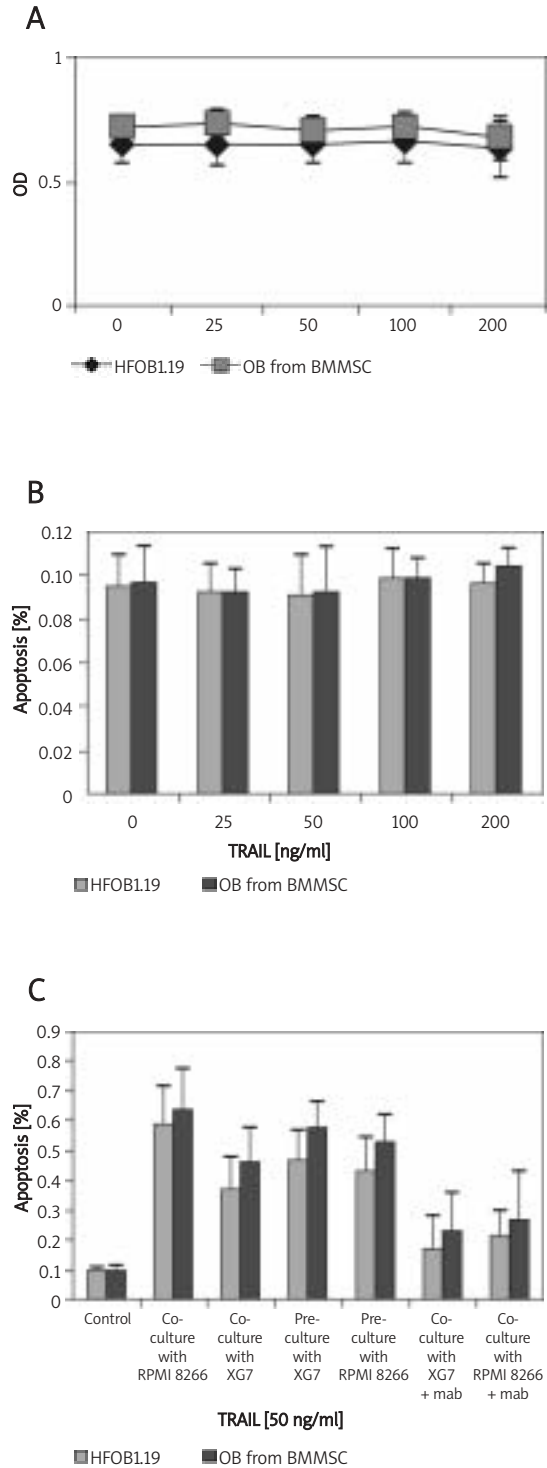 A
1
0.5
0
OD
0 25 50 100 200
HFOB1.19 OB from BMMSC
B
0.12
0.10
0.08
0.06
0.04
0.02
0
Apoptosis [%]
0 25 50 100 200
TRAIL [ng/ml]
HFOB1.19 OB from BMMSC
C
0.9
0.8
0.7
0.6
0.5
0.4
0.3
0.2
0.1
0
Apoptosis [%]
Control
Co-
culture
with
RPMI 8266
Co-
culture
with
XG7
Pre-
culture
with
XG7
Pre-
culture
with
RPMI 8266
Co-
culture
with
XG7
+ mab
Co-
culture
with
RPMI 8266
+ mab
TRAIL [50 ng/ml]
HFOB1.19 OB from BMMSC